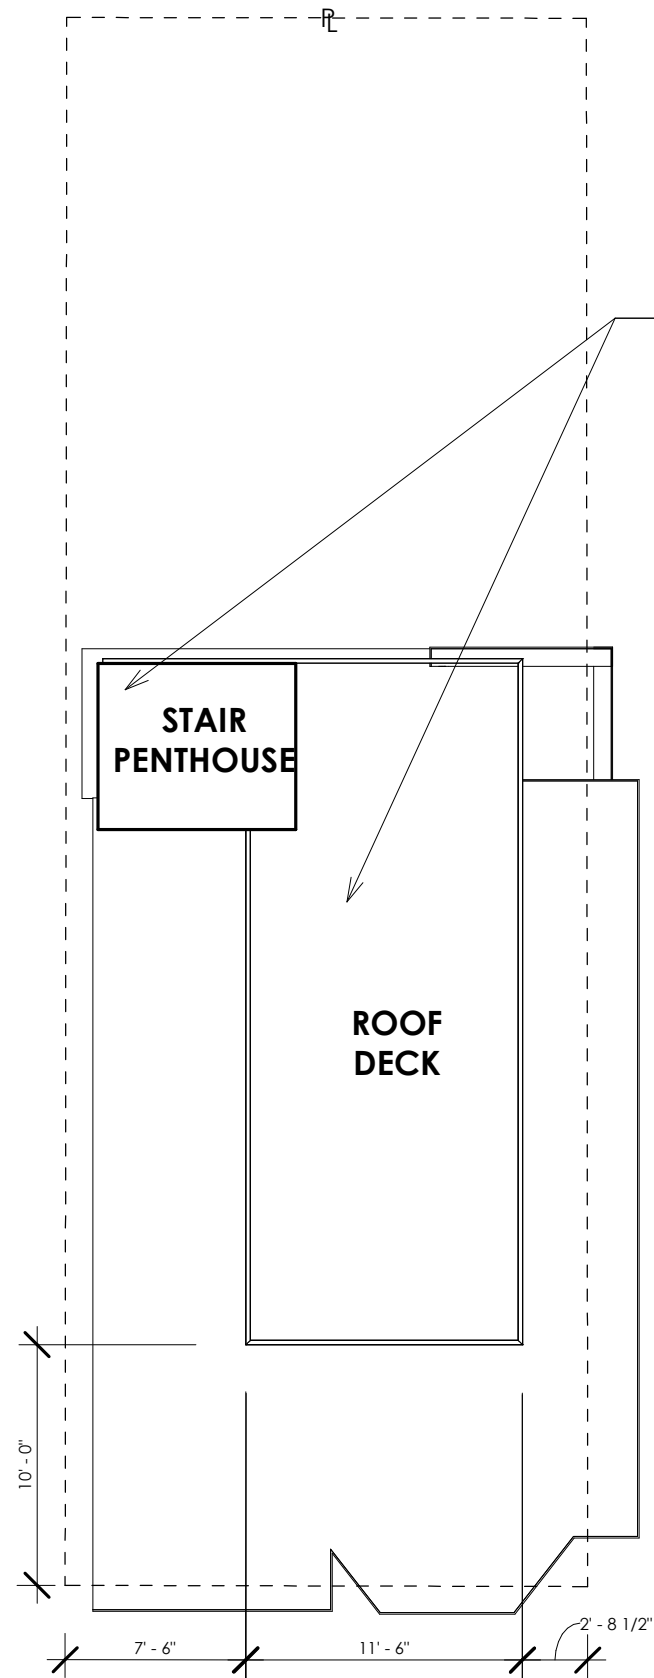 PL
STAIR
PENTHOUSE
ROOF
DECK
10' - 0"
2' - 8 1/2"
7' - 6"
11' - 6"